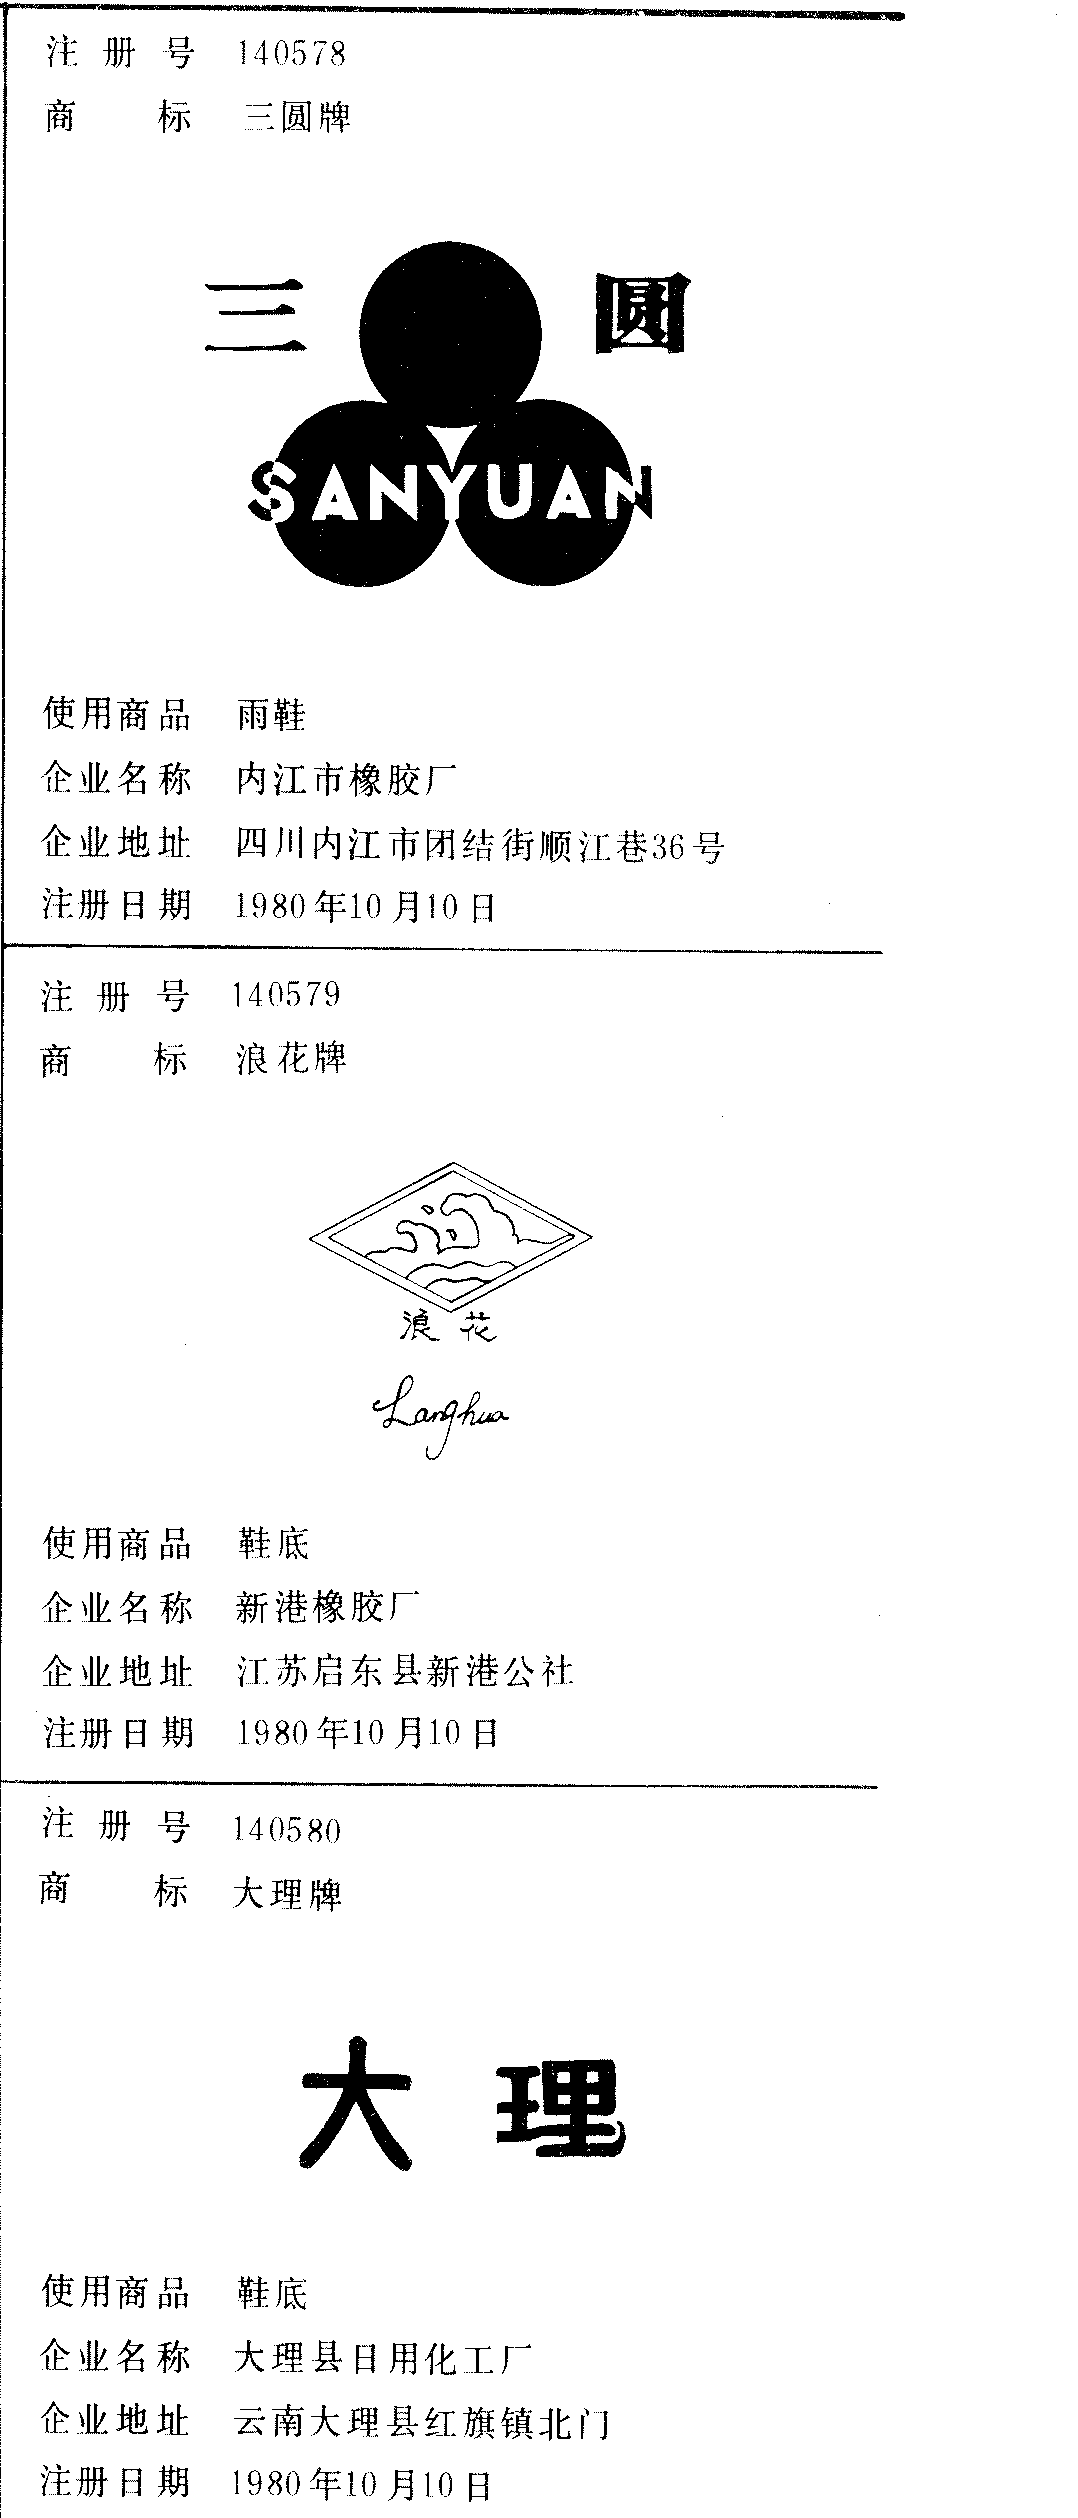 注册号 140578
商标 三圆牌
三 圆
SANYUAN
使用商品 雨鞋
企业名称 内江市橡胶厂
企业地址 四川内江市团结街顺江巷36号
注册日期 1980年10月10日
注册号 140579
商标 浪花牌
浪花
Langhua
使用商品 鞋底
企业名称 新港橡胶厂
企业地址 江苏启东县新港公社
注册日期 1980年10月10日
注册号 140580
商标 大理牌
大理
使用商品 鞋底
企业名称 大理县日用化工厂
企业地址 云南大理县红旗镇北门
注册日期 1980年10月10日